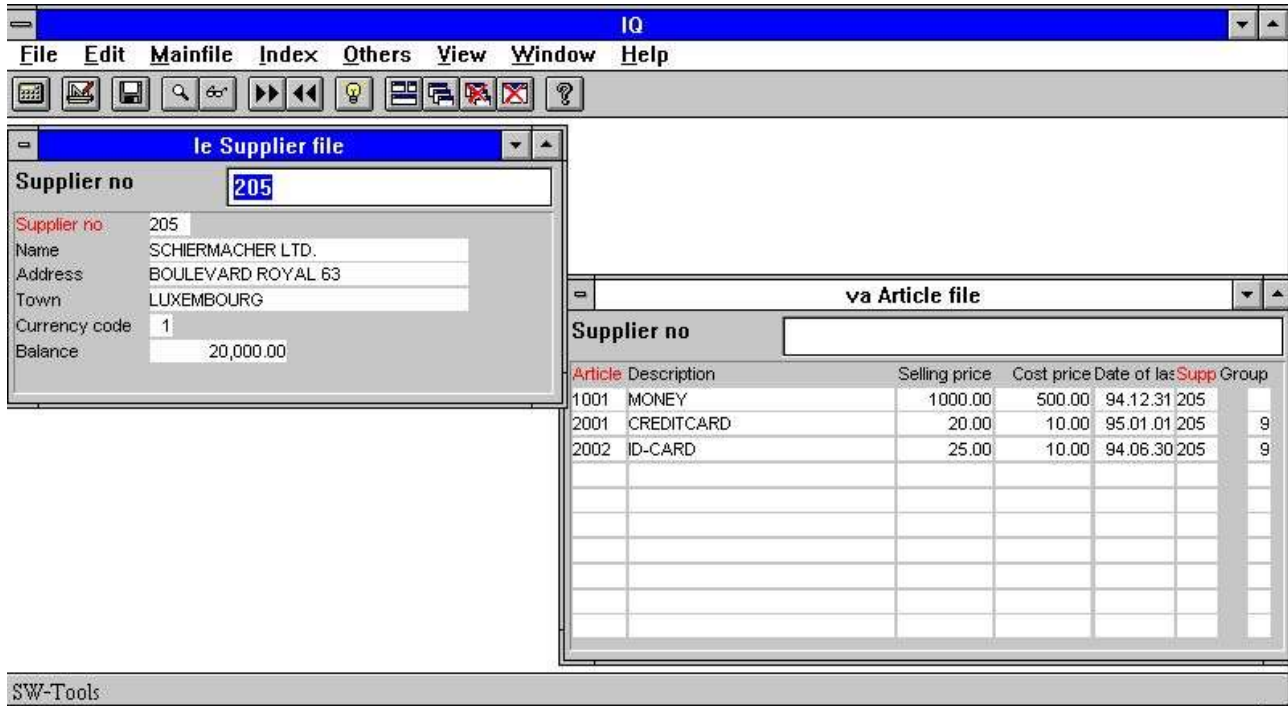 IQ
File Edit Mainfile Index Others View Window Help
le Supplier file
Supplier no 205
Supplier no 205
Name SCHIERMACHER LTD.
Address BOULEVARD ROYAL 63
Town LUXEMBOURG
Currency code 1
Balance 20,000.00
va Article file
Supplier no
Article Description Selling price Cost price Date of las Supp Group
1001 MONEY 1000.00 500.00 94.12.31 205
2001 CREDITCARD 20.00 10.00 95.01.01 205 9
2002 ID-CARD 25.00 10.00 94.06.30 205 9
SW-Tools